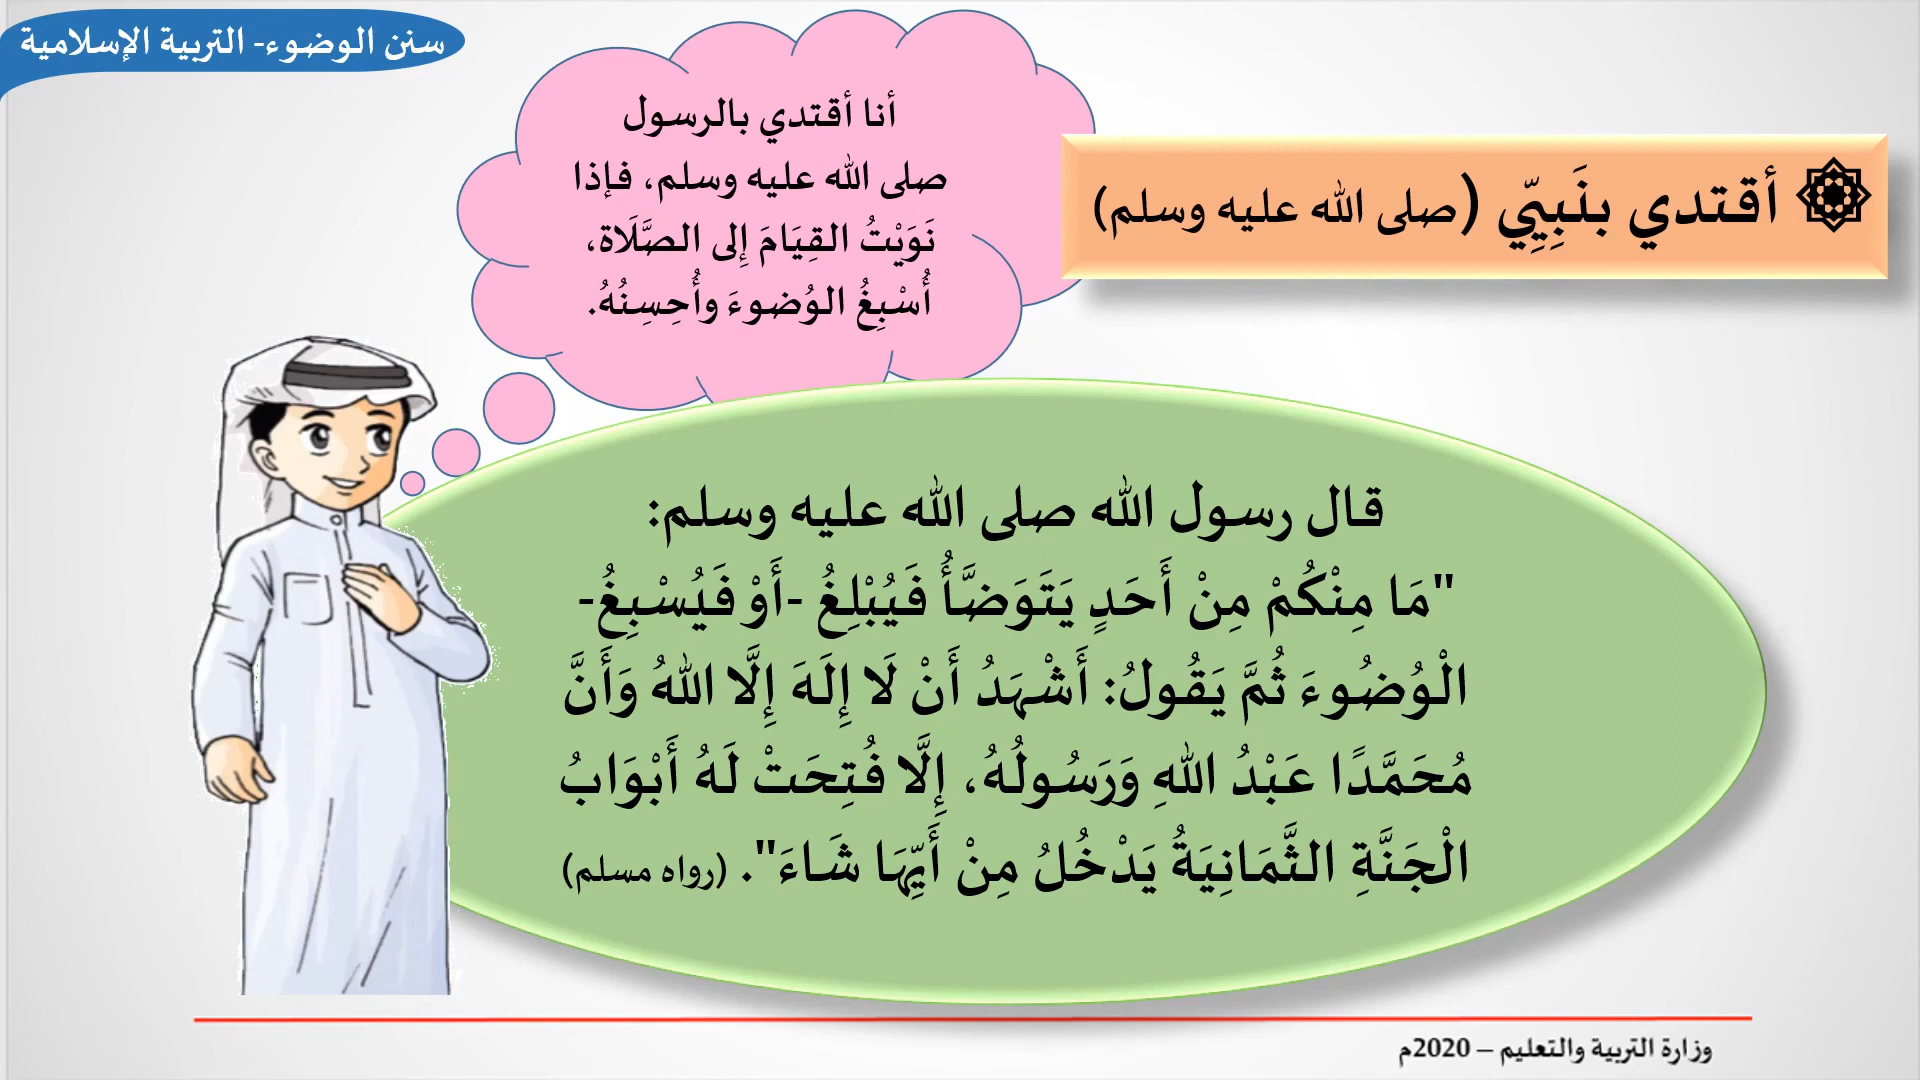 سنن الوضوء- التربية الإسلامية
أقتدي بنَبِيِّي (صلى الله عليه وسلم)
أنا أقتدي بالرسول
صلى الله عليه وسلم، فإذا
نَوَيْتُ القِيَامَ إِلى الصَّلَاة،
أُسْبِغُ الوُضوءَ وأُحِسِنُهُ.
قال رسول الله صلى الله عليه وسلم:
"مَا مِنْكُمْ مِنْ أَحَدٍ يَتَوَضَّأُ فَيُبْلِغُ -أَوْ فَيُسْبِغُ-
الْوُضُوءَ ثُمَّ يَقُولُ: أَشْهَدُ أَنْ لَا إِلَهَ إِلَّا اللهُ وَأَنَّ
مُحَمَّدًا عَبْدُ اللهِ وَرَسُولُهُ، إِلَّا فُتِحَتْ لَهُ أَبْوَابُ
الْجَنَّةِ الثَّمَانِيَةُ يَدْخُلُ مِنْ أَيِّهَا شَاءَ". (رواه مسلم)
وزارة التربية والتعليم – 2020م